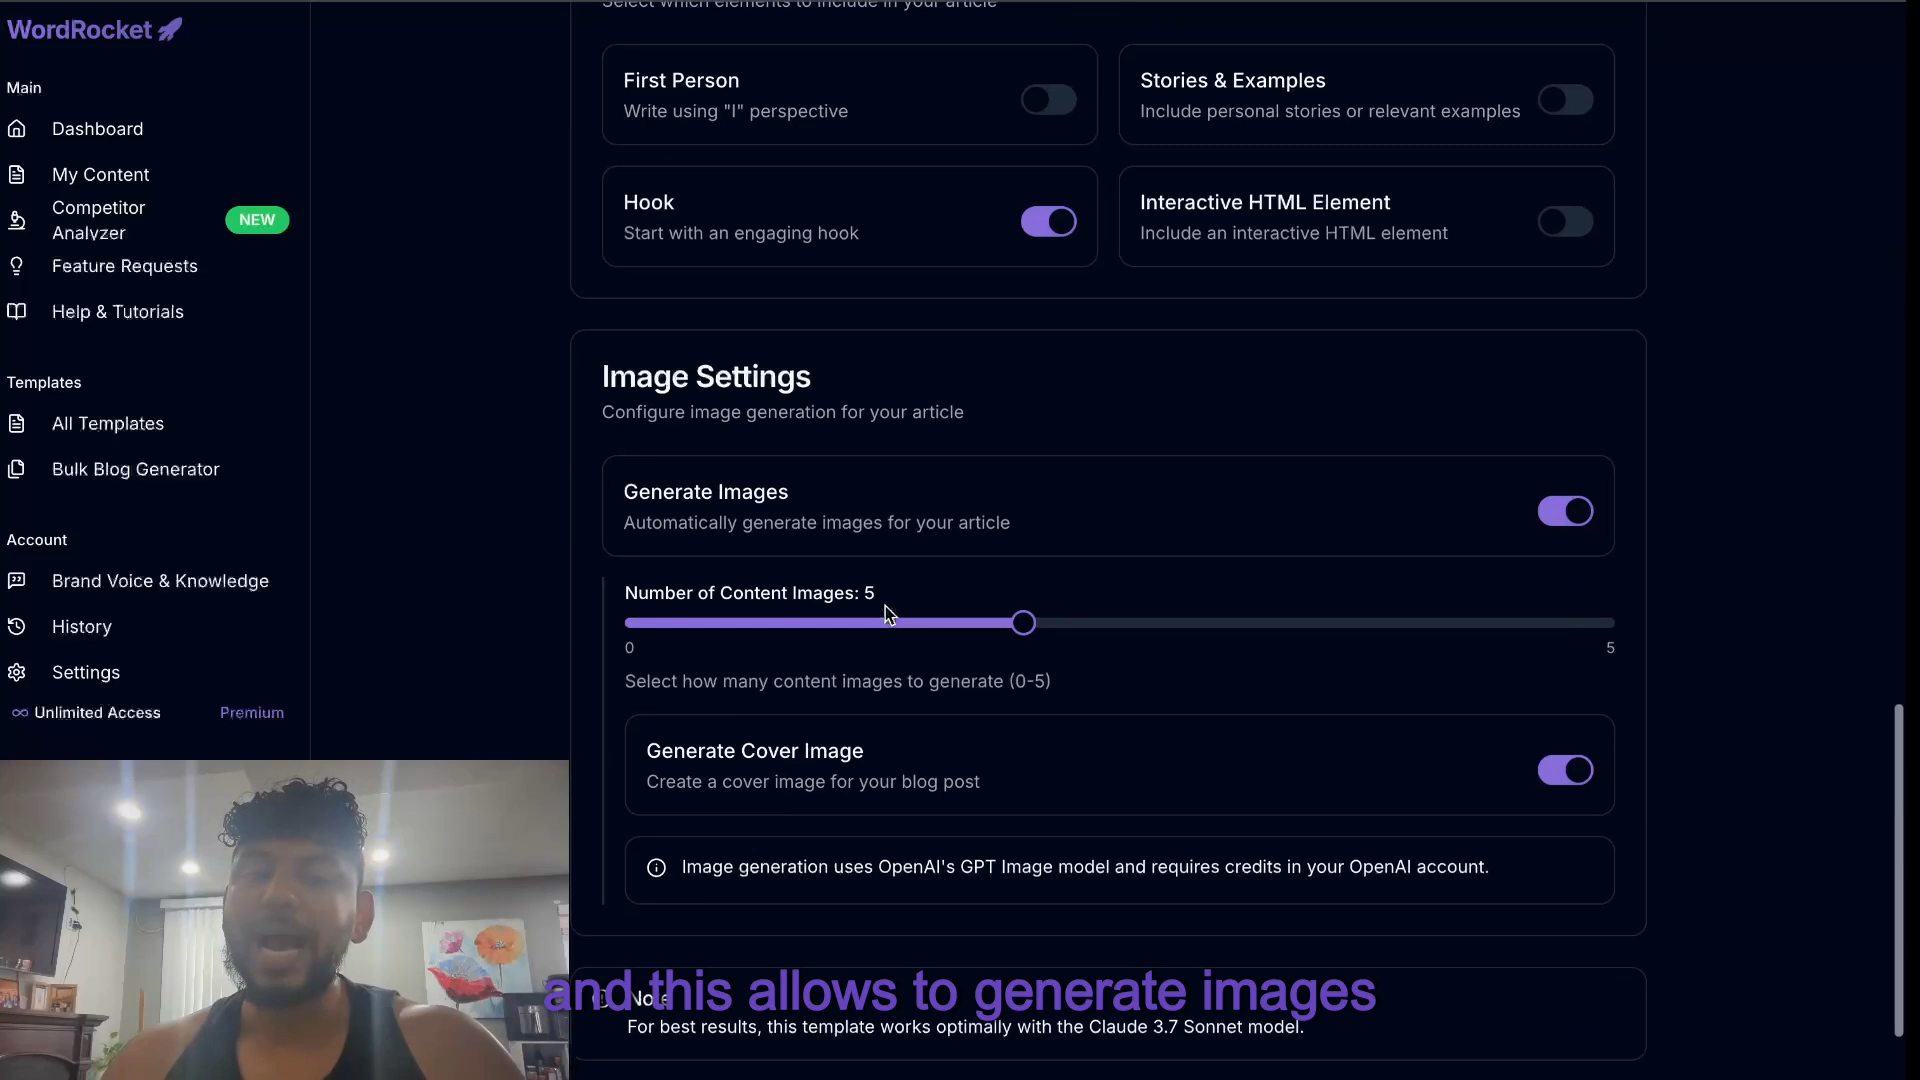 WordRocket
Main
Dashboard
My Content
Competitor
Analyzer
NEW
Feature Requests
Help & Tutorials
Templates
All Templates
Bulk Blog Generator
Account
Brand Voice & Knowledge
History
Settings
Unlimited Access
Premium
Select which elements to include in your article
First Person
Write using "I" perspective
Stories & Examples
Include personal stories or relevant examples
Hook
Start with an engaging hook
Interactive HTML Element
Include an interactive HTML element
Image Settings
Configure image generation for your article
Generate Images
Automatically generate images for your article
Number of Content Images: 5
0
5
Select how many content images to generate (0-5)
Generate Cover Image
Create a cover image for your blog post
Image generation uses OpenAI's GPT Image model and requires credits in your OpenAI account.
Note
and this allows to generate images
For best results, this template works optimally with the Claude 3.7 Sonnet model.